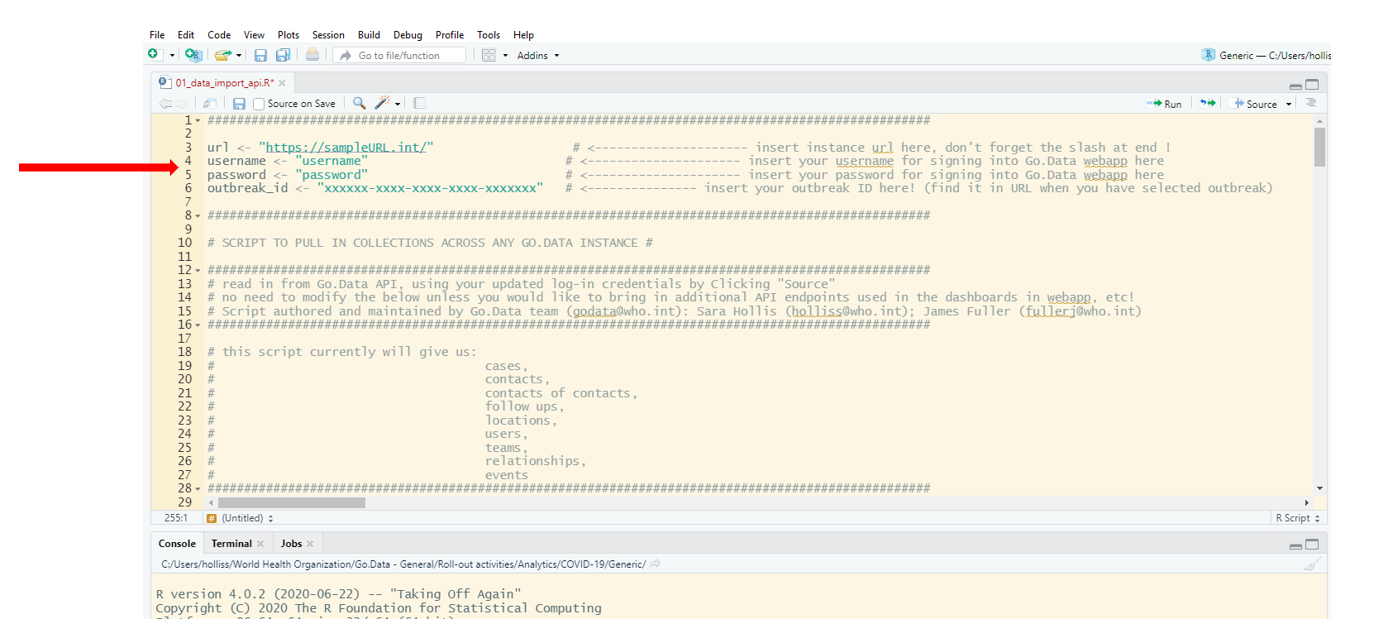 File Edit Code View Plots Session Build Debug Profile Tools Help
Go to file/function Addins Generic — C:/Users/hollis
01_data_import_api.R*
Source on Save Run Source
1 ###################################################################################################
2
3 url <- "https://sampleURL.int/" # <--------------------- insert instance url here, don't forget the slash at end !
4 username <- "username" # <--------------------- insert your username for signing into Go.Data webapp here
5 password <- "password" # <--------------------- insert your password for signing into Go.Data webapp here
6 outbreak_id <- "xxxxxx-xxxx-xxxx-xxxx-xxxxxxx" # <--------------- insert your outbreak ID here! (find it in URL when you have selected outbreak)
7
8 ###################################################################################################
9
10 # SCRIPT TO PULL IN COLLECTIONS ACROSS ANY GO.DATA INSTANCE #
11
12 ###################################################################################################
13 # read in from Go.Data API, using your updated log-in credentials by Clicking "Source"
14 # no need to modify the below unless you would like to bring in additional API endpoints used in the dashboards in webapp, etc!
15 # Script authored and maintained by Go.Data team (godata@who.int): Sara Hollis (holliss@who.int); James Fuller (fullerj@who.int)
16 ###################################################################################################
17
18 # this script currently will give us:
19 # cases,
20 # contacts,
21 # contacts of contacts,
22 # follow ups,
23 # locations,
24 # users,
25 # teams,
26 # relationships,
27 # events
28 ###################################################################################################
29
255:1 # (Untitled) R Script
Console Terminal Jobs
C:/Users/holliss/World Health Organization/Go.Data - General/Roll-out activities/Analytics/COVID-19/Generic/
R version 4.0.2 (2020-06-22) -- "Taking Off Again"
Copyright (C) 2020 The R Foundation for Statistical Computing